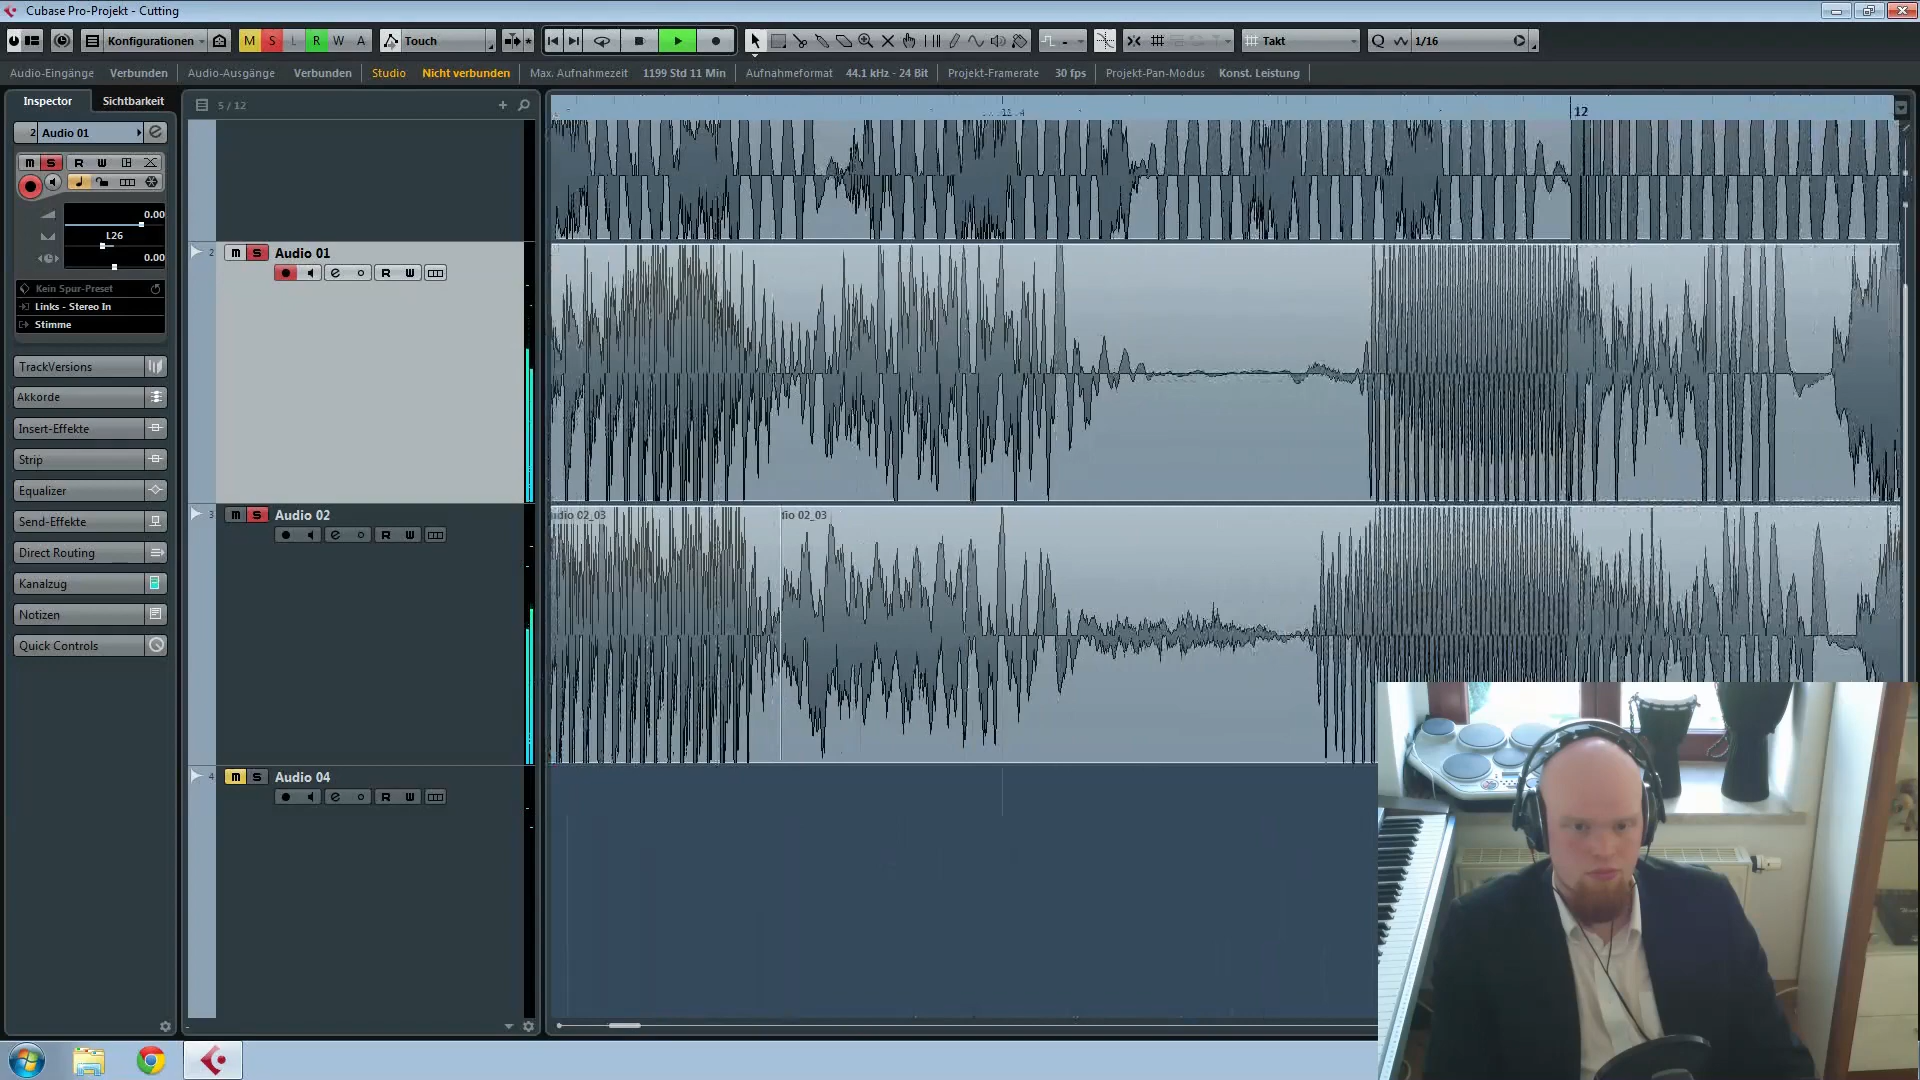 Cubase Pro-Projekt - Cutting
Konfigurationen M S L R W A Touch Takt 1/16
Audio-Eingänge Verbunden Audio-Ausgänge Verbunden Studio Nicht verbunden Max. Aufnahmezeit 1199 Std 11 Min Aufnahmeformat 44.1 kHz - 24 Bit Projekt-Framerate 30 fps Projekt-Pan-Modus Konst. Leistung
Inspector Sichtbarkeit
5 / 12
12
2 Audio 01
M S R W
0.00
L26
0.00
Kein Spur-Preset
Links - Stereo In
Stimme
TrackVersions
Akkorde
Insert-Effekte
Strip
Equalizer
Send-Effekte
Direct Routing
Kanalzug
Notizen
Quick Controls
2 M S Audio 01
R W
3 M S Audio 02
R W
4 M S Audio 04
R W
udio 02_03
dio 02_03